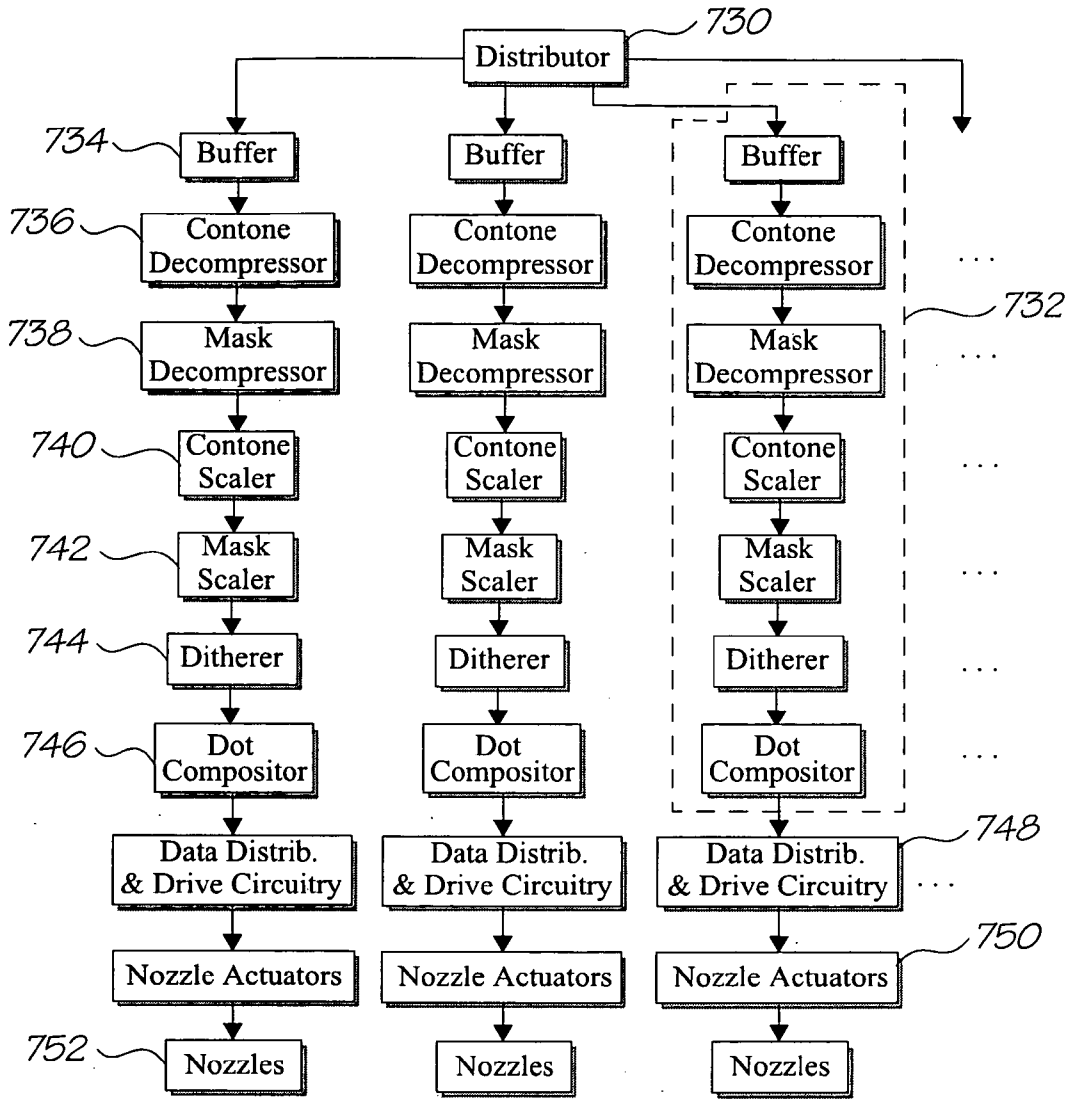 730
Distributor
734
Buffer
Buffer
Buffer
736
Contone
Decompressor
Contone
Decompressor
Contone
Decompressor
...
732
738
Mask
Decompressor
Mask
Decompressor
Mask
Decompressor
...
740
Contone
Scaler
Contone
Scaler
Contone
Scaler
...
742
Mask
Scaler
Mask
Scaler
Mask
Scaler
...
744
Ditherer
Ditherer
Ditherer
...
746
Dot
Compositor
Dot
Compositor
Dot
Compositor
...
748
Data Distrib.
& Drive Circuitry
Data Distrib.
& Drive Circuitry
Data Distrib.
& Drive Circuitry
...
750
Nozzle Actuators
Nozzle Actuators
Nozzle Actuators
752
Nozzles
Nozzles
Nozzles